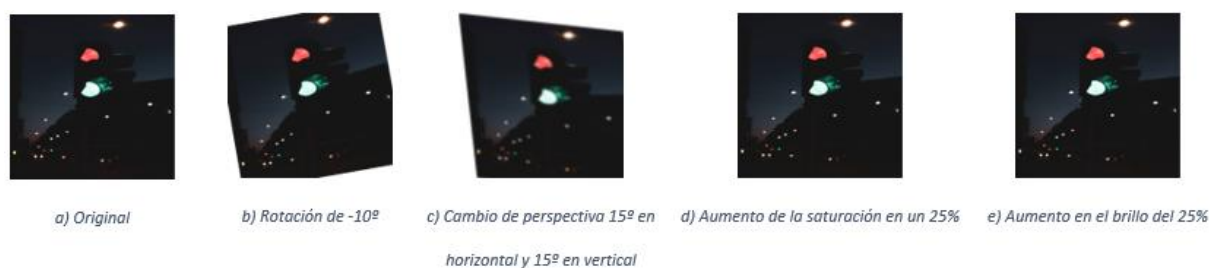 a) Original
b) Rotación de -10º
c) Cambio de perspectiva 15º en
horizontal y 15º en vertical
d) Aumento de la saturación en un 25%
e) Aumento en el brillo del 25%